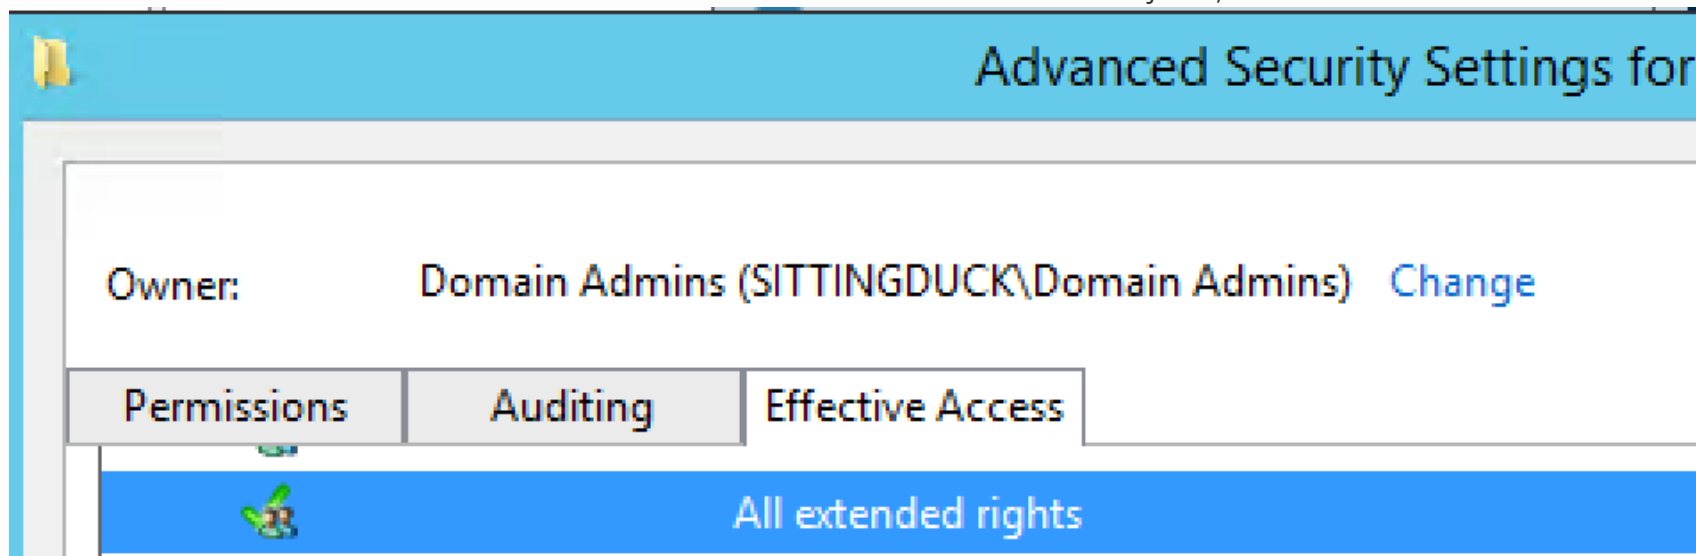 Advanced Security Settings for
Owner: Domain Admins (SITTINGDUCK\Domain Admins) Change
Permissions Auditing Effective Access
All extended rights